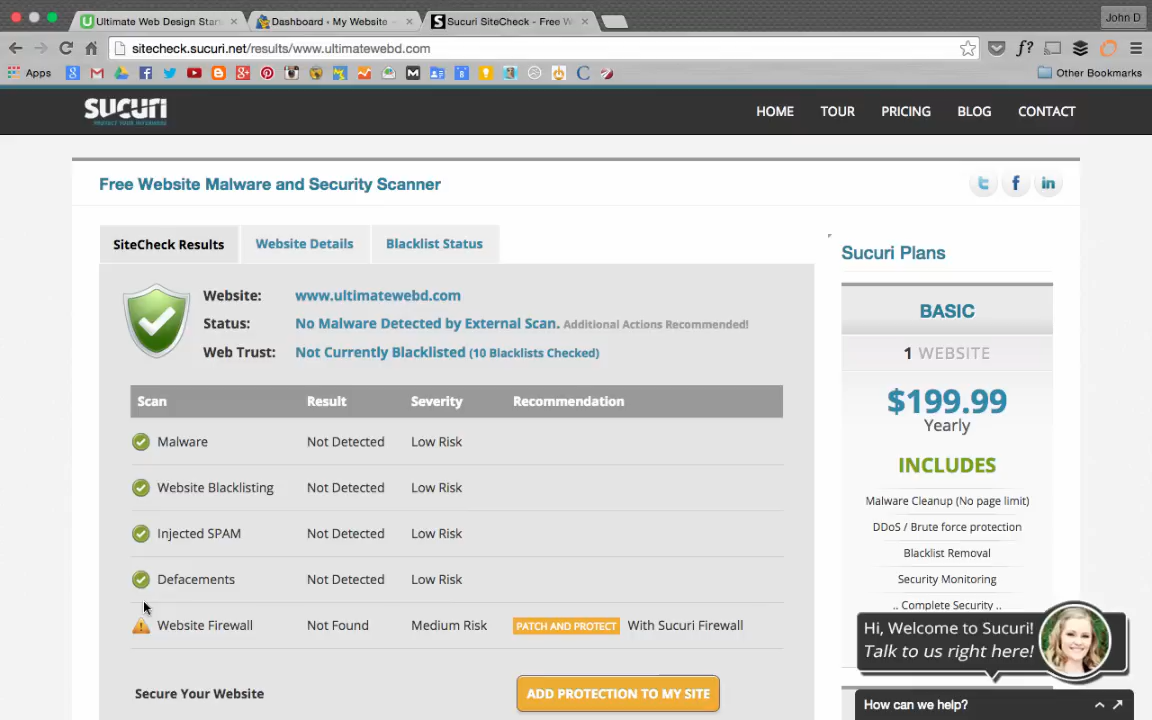 Ultimate Web Design Star
Dashboard ‹ My Website –
Sucuri SiteCheck - Free W
John D
sitecheck.sucuri.net/results/www.ultimatewebd.com
f?
Apps
Other Bookmarks
SUCURI
HOME
TOUR
PRICING
BLOG
CONTACT
Free Website Malware and Security Scanner
SiteCheck Results
Website Details
Blacklist Status
Website: www.ultimatewebd.com
Status: No Malware Detected by External Scan. Additional Actions Recommended!
Web Trust: Not Currently Blacklisted (10 Blacklists Checked)
Scan Result Severity Recommendation
Malware Not Detected Low Risk
Website Blacklisting Not Detected Low Risk
Injected SPAM Not Detected Low Risk
Defacements Not Detected Low Risk
Website Firewall Not Found Medium Risk PATCH AND PROTECT With Sucuri Firewall
Secure Your Website
ADD PROTECTION TO MY SITE
Sucuri Plans
BASIC
1 WEBSITE
$199.99
Yearly
INCLUDES
Malware Cleanup (No page limit)
DDoS / Brute force protection
Blacklist Removal
Security Monitoring
.. Complete Security ..
Hi, Welcome to Sucuri!
Talk to us right here!
How can we help?